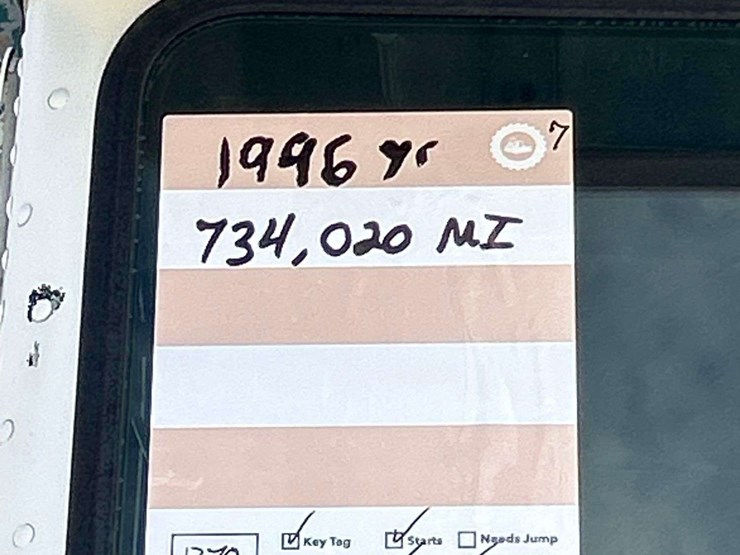 1996 yr 7
734,020 MI
Key Tag Starts Needs Jump